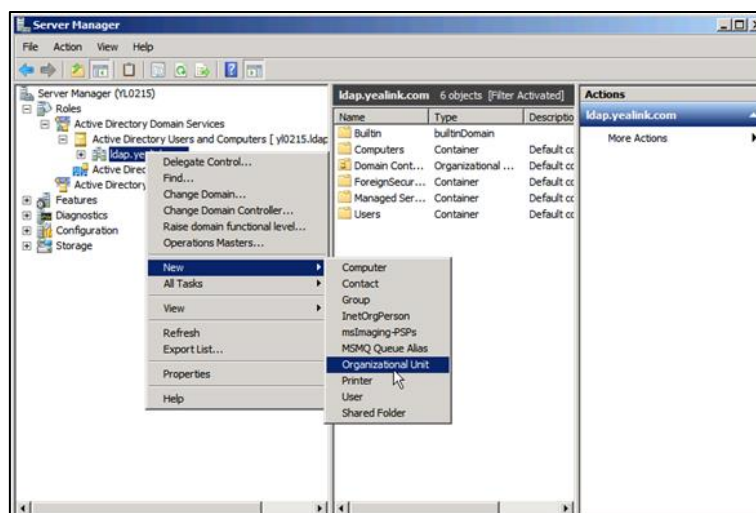 Server Manager
File Action View Help
Server Manager (YL0215)
Roles
Active Directory Domain Services
Active Directory Users and Computers [ yl0215.ldap
ldap.ye
Active Direc
Active Directory
Features
Diagnostics
Configuration
Storage
Delegate Control...
Find...
Change Domain...
Change Domain Controller...
Raise domain functional level...
Operations Masters...
New
All Tasks
View
Refresh
Export List...
Properties
Help
Computer
Contact
Group
InetOrgPerson
msImaging-PSPs
MSMQ Queue Alias
Organizational Unit
Printer
User
Shared Folder
ldap.yealink.com 6 objects [Filter Activated]
Name Type Descriptio
Builtin builtinDomain
Computers Container Default cc
Domain Cont... Organizational ... Default cc
ForeignSecur... Container Default cc
Managed Ser... Container Default cc
Users Container Default cc
Actions
ldap.yealink.com
More Actions